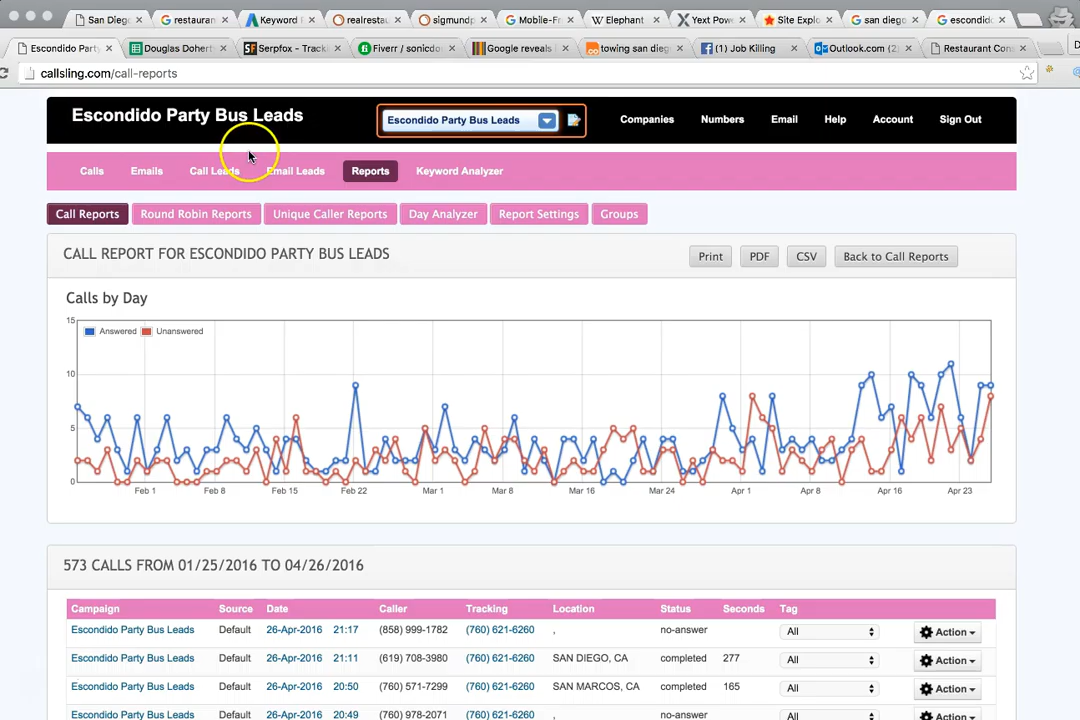 San Diego
restauran
Keyword
realrestau
sigmundp
Mobile-Fr
Elephant
Yext Pow
Site Explo
san diego
escondido
Escondido Party
Douglas Dohert
Serpfox - Track
Fiverr / sonicdo
Google reveals
towing san dieg
(1) Job Killing
Outlook.com (2
Restaurant Con
callsling.com/call-reports
Escondido Party Bus Leads
Escondido Party Bus Leads
Companies
Numbers
Email
Help
Account
Sign Out
Calls
Emails
Call Leads
Email Leads
Reports
Keyword Analyzer
Call Reports
Round Robin Reports
Unique Caller Reports
Day Analyzer
Report Settings
Groups
CALL REPORT FOR ESCONDIDO PARTY BUS LEADS
Print
PDF
CSV
Back to Call Reports
Calls by Day
15
10
5
0
Answered
Unanswered
Feb 1
Feb 8
Feb 15
Feb 22
Mar 1
Mar 8
Mar 16
Mar 24
Apr 1
Apr 8
Apr 16
Apr 23
573 CALLS FROM 01/25/2016 TO 04/26/2016
Campaign Source Date Caller Tracking Location Status Seconds Tag
Escondido Party Bus Leads Default 26-Apr-2016 21:17 (858) 999-1782 (760) 621-6260 , no-answer All Action
Escondido Party Bus Leads Default 26-Apr-2016 21:11 (619) 708-3980 (760) 621-6260 SAN DIEGO, CA completed 277 All Action
Escondido Party Bus Leads Default 26-Apr-2016 20:50 (760) 571-7299 (760) 621-6260 SAN MARCOS, CA completed 165 All Action
Escondido Party Bus Leads Default 26-Apr-2016 20:49 (760) 978-2071 (760) 621-6260 , no-answer All Action